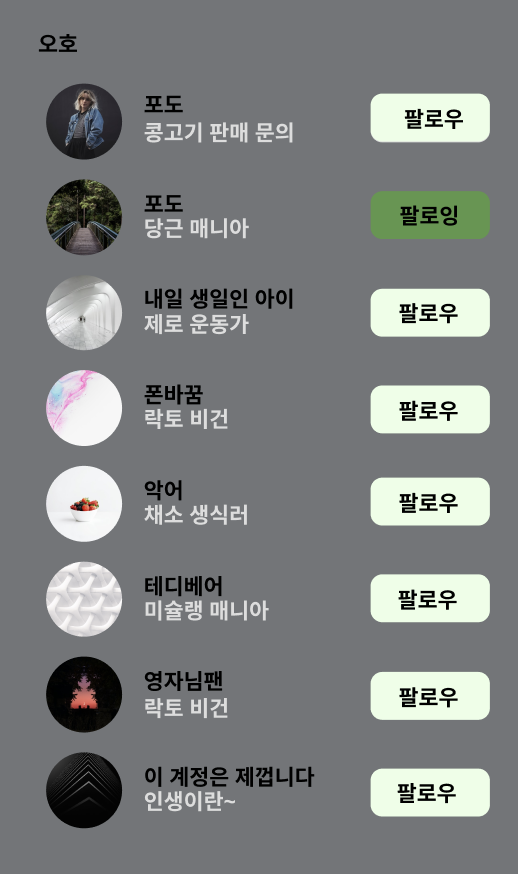 오호
포도
콩고기 판매 문의
팔로우
포도
당근 매니아
팔로잉
내일 생일인 아이
제로 운동가
팔로우
폰바꿈
락토 비건
팔로우
악어
채소 생식러
팔로우
테디베어
미슐랭 매니아
팔로우
영자님팬
락토 비건
팔로우
이 계정은 제껍니다
인생이란~
팔로우